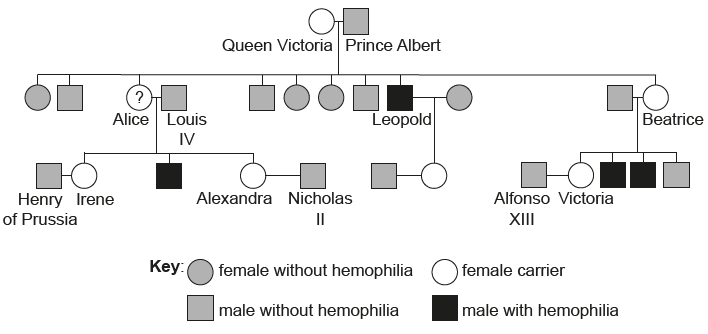 Queen Victoria Prince Albert
?
Alice Louis IV
Leopold
Beatrice
Henry of Prussia
Irene
Alexandra
Nicholas II
Alfonso XIII
Victoria
Key:
female without hemophilia
female carrier
male without hemophilia
male with hemophilia